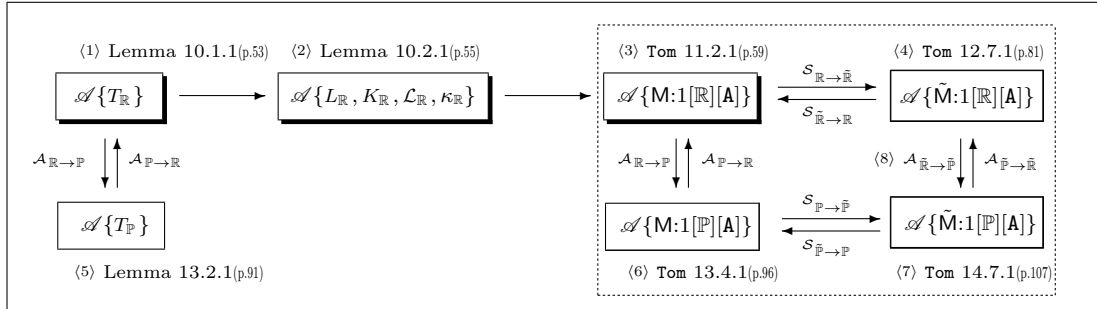 ⟨1⟩ Lemma 10.1.1(p.53) ⟨2⟩ Lemma 10.2.1(p.55) ⟨3⟩ Tom 11.2.1(p.59) ⟨4⟩ Tom 12.7.1(p.81)
𝒜{T_ℝ} 𝒜{L_ℝ, K_ℝ, ℒ_ℝ, κ_ℝ} 𝒜{M:1[ℝ][A]} 𝒮_{ℝ→ℝ̃} 𝒮_{ℝ̃→ℝ} 𝒜{M̃:1[ℝ][A]}
𝒜_{ℝ→ℙ} 𝒜_{ℙ→ℝ} 𝒜_{ℝ→ℙ} 𝒜_{ℙ→ℝ} ⟨8⟩ 𝒜_{ℝ̃→ℙ̃} 𝒜_{ℙ̃→ℝ̃}
𝒜{T_ℙ} 𝒜{M:1[ℙ][A]} 𝒮_{ℙ→ℙ̃} 𝒮_{ℙ̃→ℙ} 𝒜{M̃:1[ℙ][A]}
⟨5⟩ Lemma 13.2.1(p.91) ⟨6⟩ Tom 13.4.1(p.96) ⟨7⟩ Tom 14.7.1(p.107)